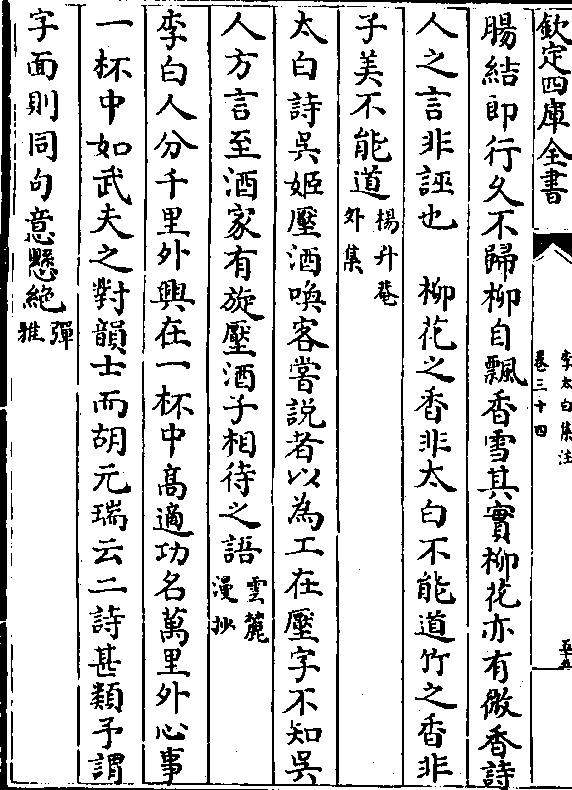 欽定四庫全書
李太白集注
卷三十四
五五
腸結即行久不歸柳自飄香雪其實柳花亦有微香詩
人之言非誣也　柳花之香非太白不能道竹之香非
子美不能道楊升菴外集
太白詩吳姬壓酒喚客嘗説者以為工在壓字不知吳
人方言至酒家有旋壓酒子相待之語雲麓漫抄
李白人分千里外興在一杯中髙適功名萬里外心事
一杯中如武夫之對韻士而胡元瑞云二詩甚類予謂
字面則同句意懸絶彈雅